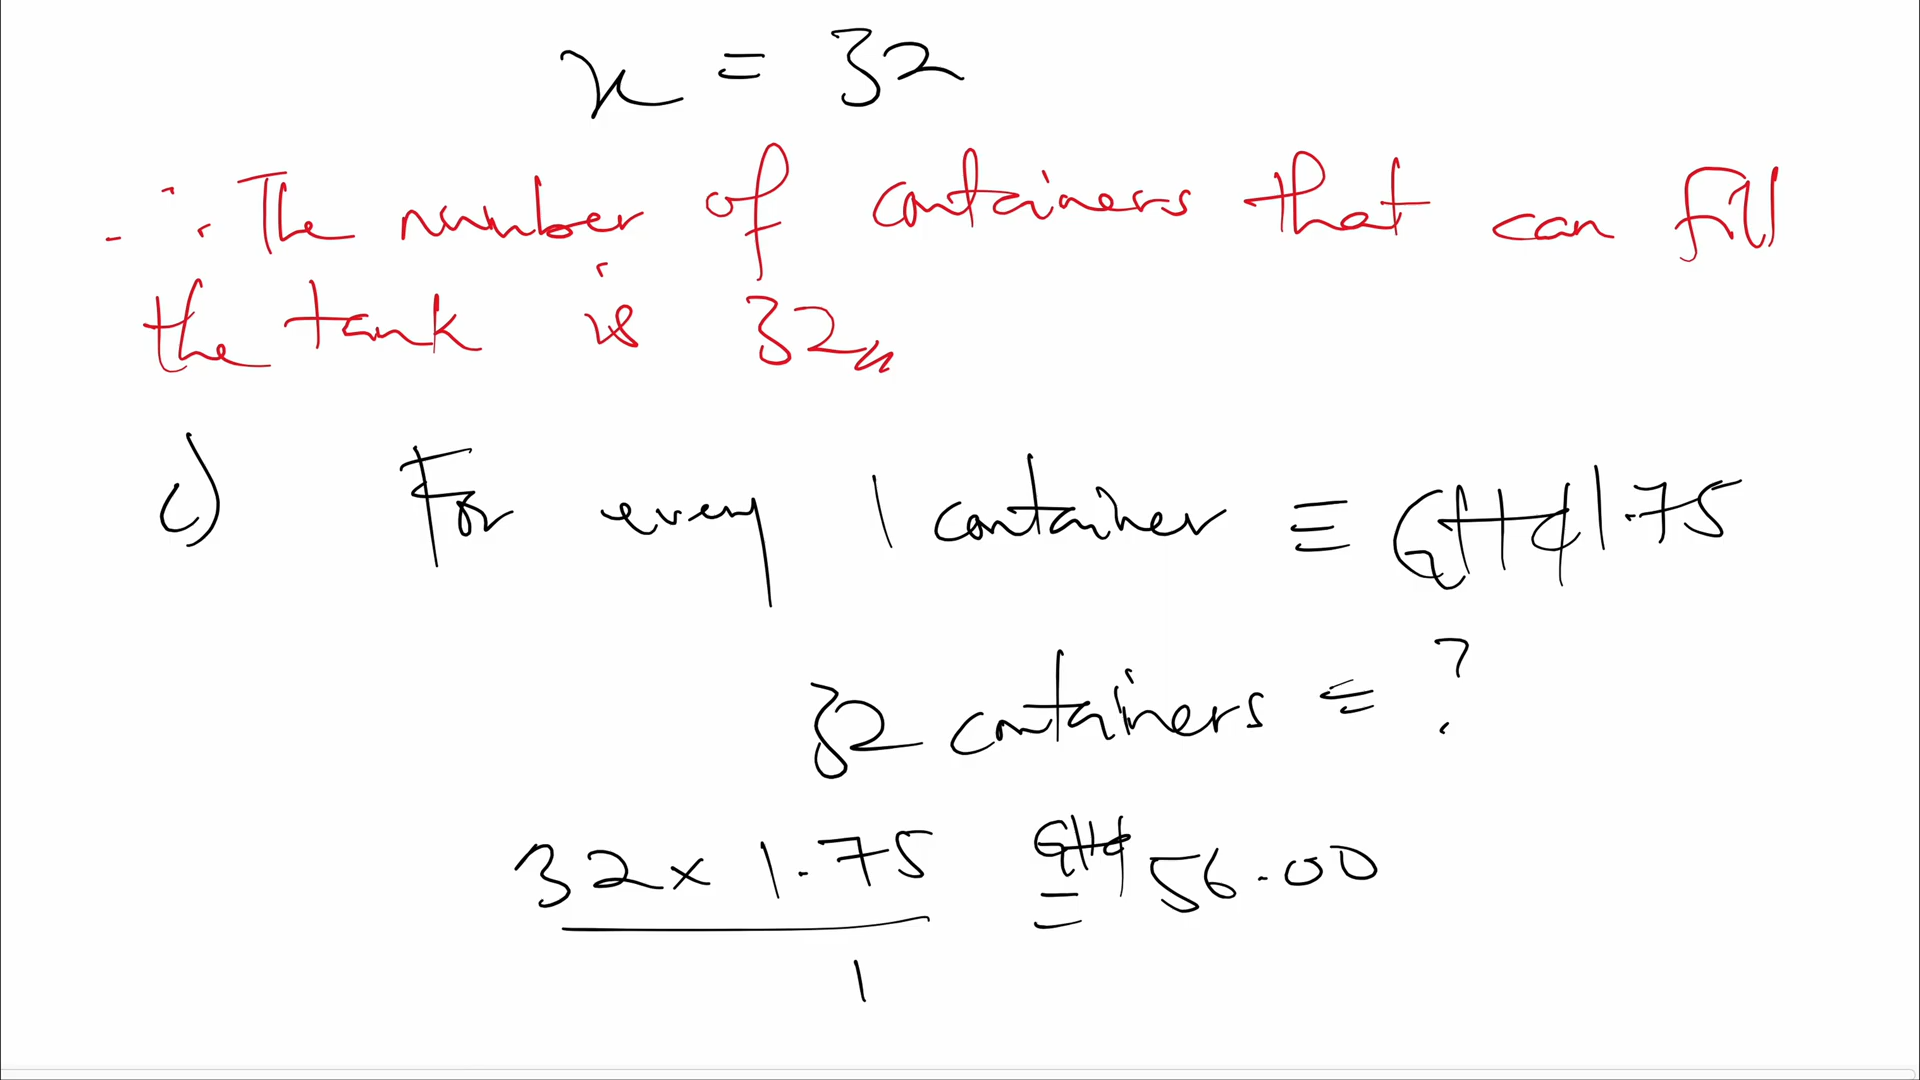 x = 32
∴ The number of containers that can fill
the tank is 32
c) For every 1 container ≡ GH¢1.75
32 containers ≡ ?
32 x 1.75 = GH¢56.00
1